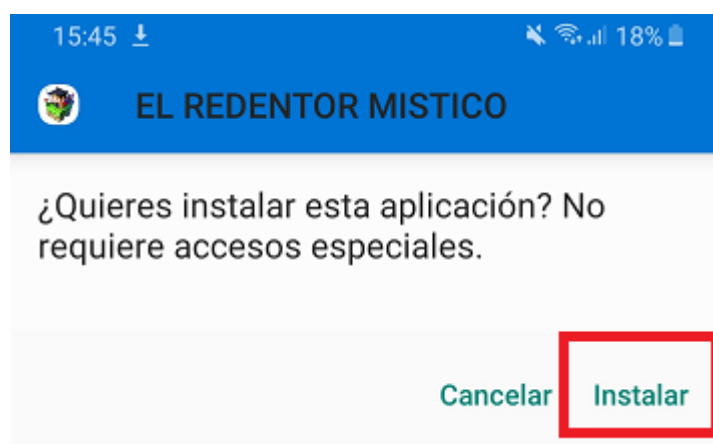 15:45 18%
EL REDENTOR MISTICO
¿Quieres instalar esta aplicación? No
requiere accesos especiales.
Cancelar Instalar